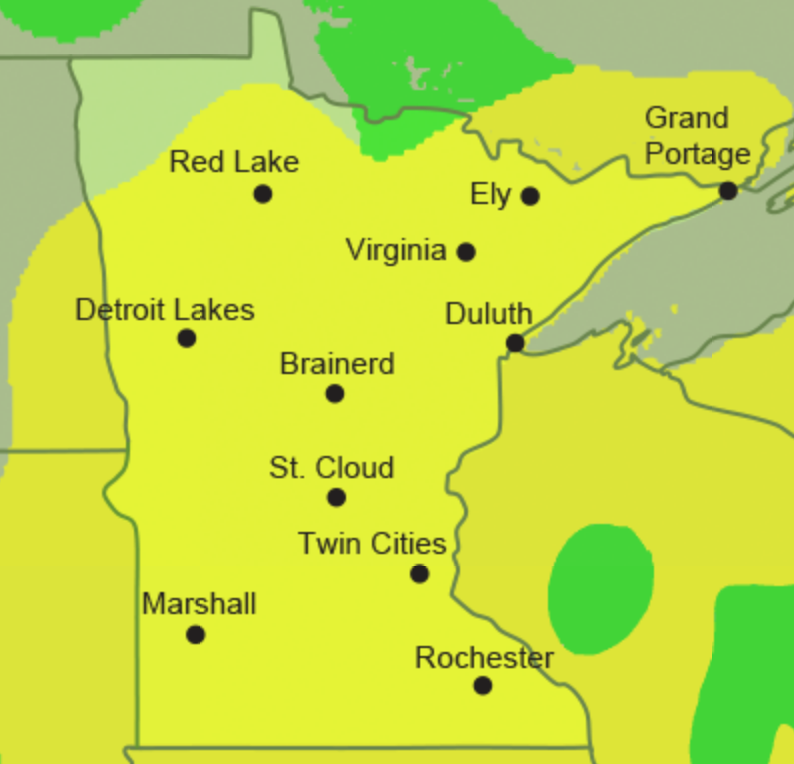 Grand
Portage
Red Lake
Ely
Virginia
Detroit Lakes
Duluth
Brainerd
St. Cloud
Twin Cities
Marshall
Rochester